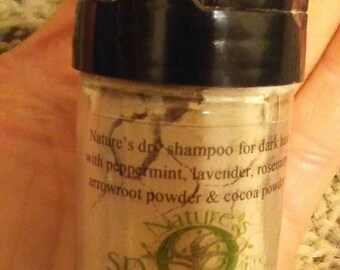 Nature's dry shampoo for dark hair
with peppermint, lavender, rosemary
arrowroot powder & cocoa powder
Nature's